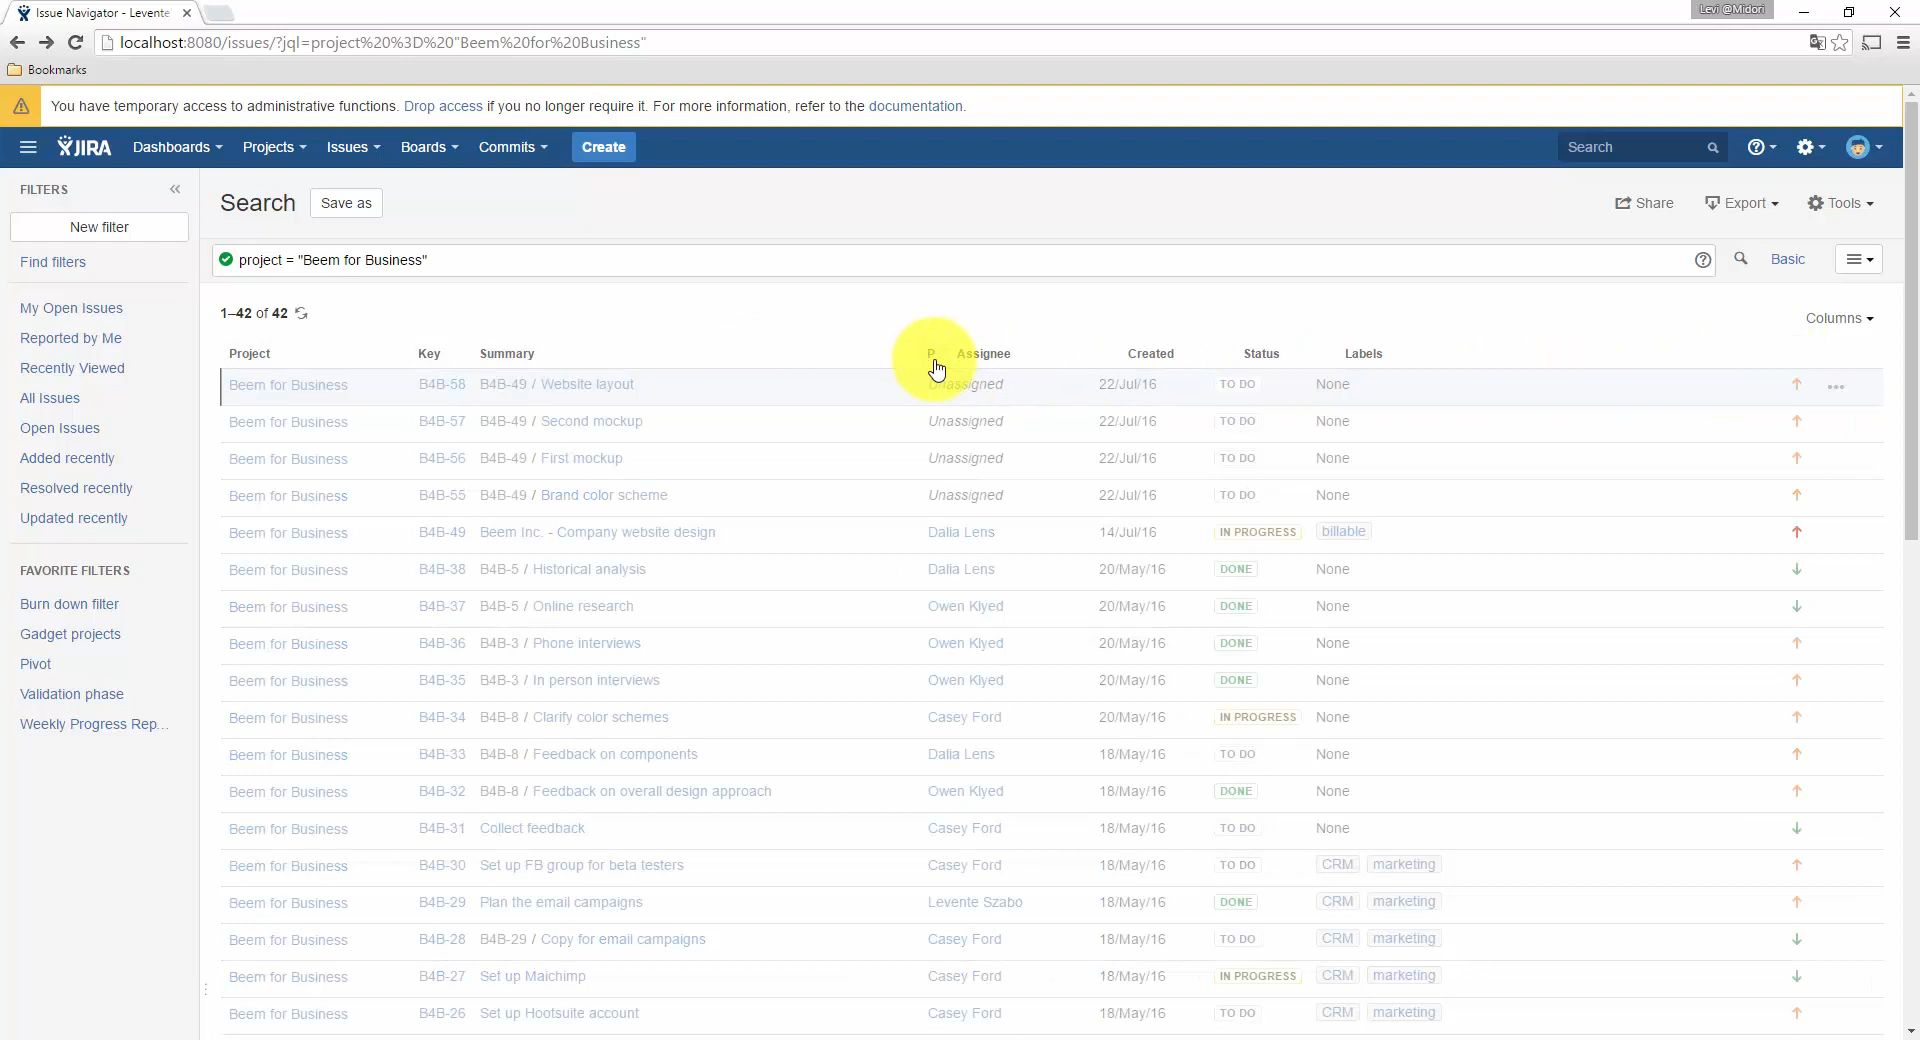 Issue Navigator - Levente
Levi @Midori
localhost:8080/issues/?jql=project%20%3D%20"Beem%20for%20Business"
Bookmarks
You have temporary access to administrative functions. Drop access if you no longer require it. For more information, refer to the documentation.
JIRA Dashboards Projects Issues Boards Commits Create Search
FILTERS
New filter
Find filters
My Open Issues
Reported by Me
Recently Viewed
All Issues
Open Issues
Added recently
Resolved recently
Updated recently
FAVORITE FILTERS
Burn down filter
Gadget projects
Pivot
Validation phase
Weekly Progress Rep...
Search Save as Share Export Tools
project = "Beem for Business" Basic
1–42 of 42
Columns
Project Key Summary P Assignee Created Status Labels
Beem for Business B4B-58 B4B-49 / Website layout Unassigned 22/Jul/16 TO DO None
Beem for Business B4B-57 B4B-49 / Second mockup Unassigned 22/Jul/16 TO DO None
Beem for Business B4B-56 B4B-49 / First mockup Unassigned 22/Jul/16 TO DO None
Beem for Business B4B-55 B4B-49 / Brand color scheme Unassigned 22/Jul/16 TO DO None
Beem for Business B4B-49 Beem Inc. - Company website design Dalia Lens 14/Jul/16 IN PROGRESS billable
Beem for Business B4B-38 B4B-5 / Historical analysis Dalia Lens 20/May/16 DONE None
Beem for Business B4B-37 B4B-5 / Online research Owen Klyed 20/May/16 DONE None
Beem for Business B4B-36 B4B-3 / Phone interviews Owen Klyed 20/May/16 DONE None
Beem for Business B4B-35 B4B-3 / In person interviews Owen Klyed 20/May/16 DONE None
Beem for Business B4B-34 B4B-8 / Clarify color schemes Casey Ford 20/May/16 IN PROGRESS None
Beem for Business B4B-33 B4B-8 / Feedback on components Dalia Lens 18/May/16 TO DO None
Beem for Business B4B-32 B4B-8 / Feedback on overall design approach Owen Klyed 18/May/16 DONE None
Beem for Business B4B-31 Collect feedback Casey Ford 18/May/16 TO DO None
Beem for Business B4B-30 Set up FB group for beta testers Casey Ford 18/May/16 TO DO CRM marketing
Beem for Business B4B-29 Plan the email campaigns Levente Szabo 18/May/16 DONE CRM marketing
Beem for Business B4B-28 B4B-29 / Copy for email campaigns Casey Ford 18/May/16 TO DO CRM marketing
Beem for Business B4B-27 Set up Maichimp Casey Ford 18/May/16 IN PROGRESS CRM marketing
Beem for Business B4B-26 Set up Hootsuite account Casey Ford 18/May/16 TO DO CRM marketing